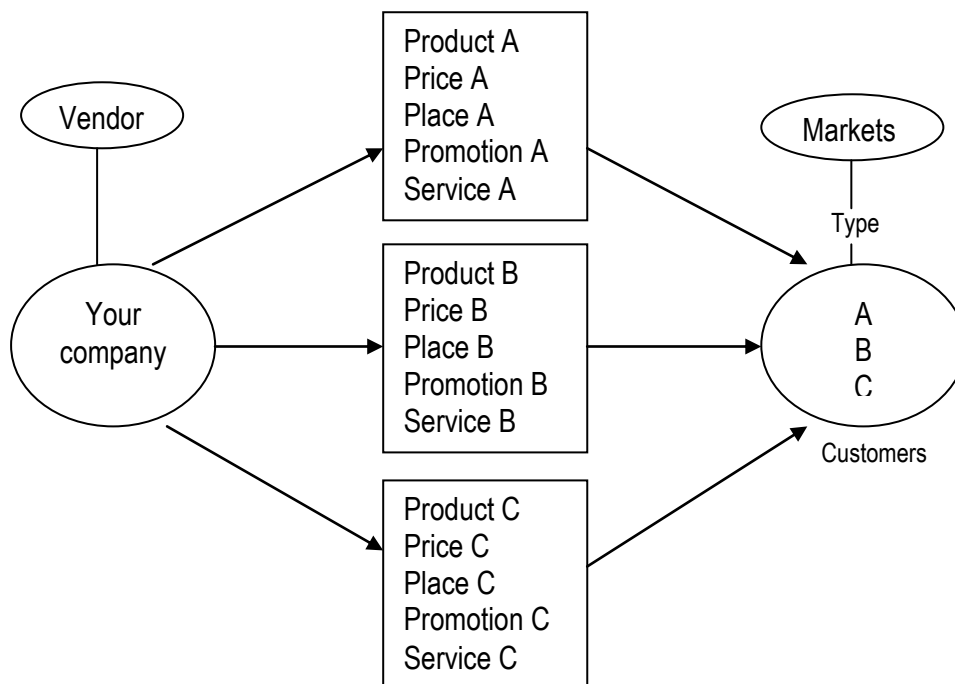 Vendor
Your
company
Product A
Price A
Place A
Promotion A
Service A
Product B
Price B
Place B
Promotion B
Service B
Product C
Price C
Place C
Promotion C
Service C
Markets
Type
A
B
C
Customers